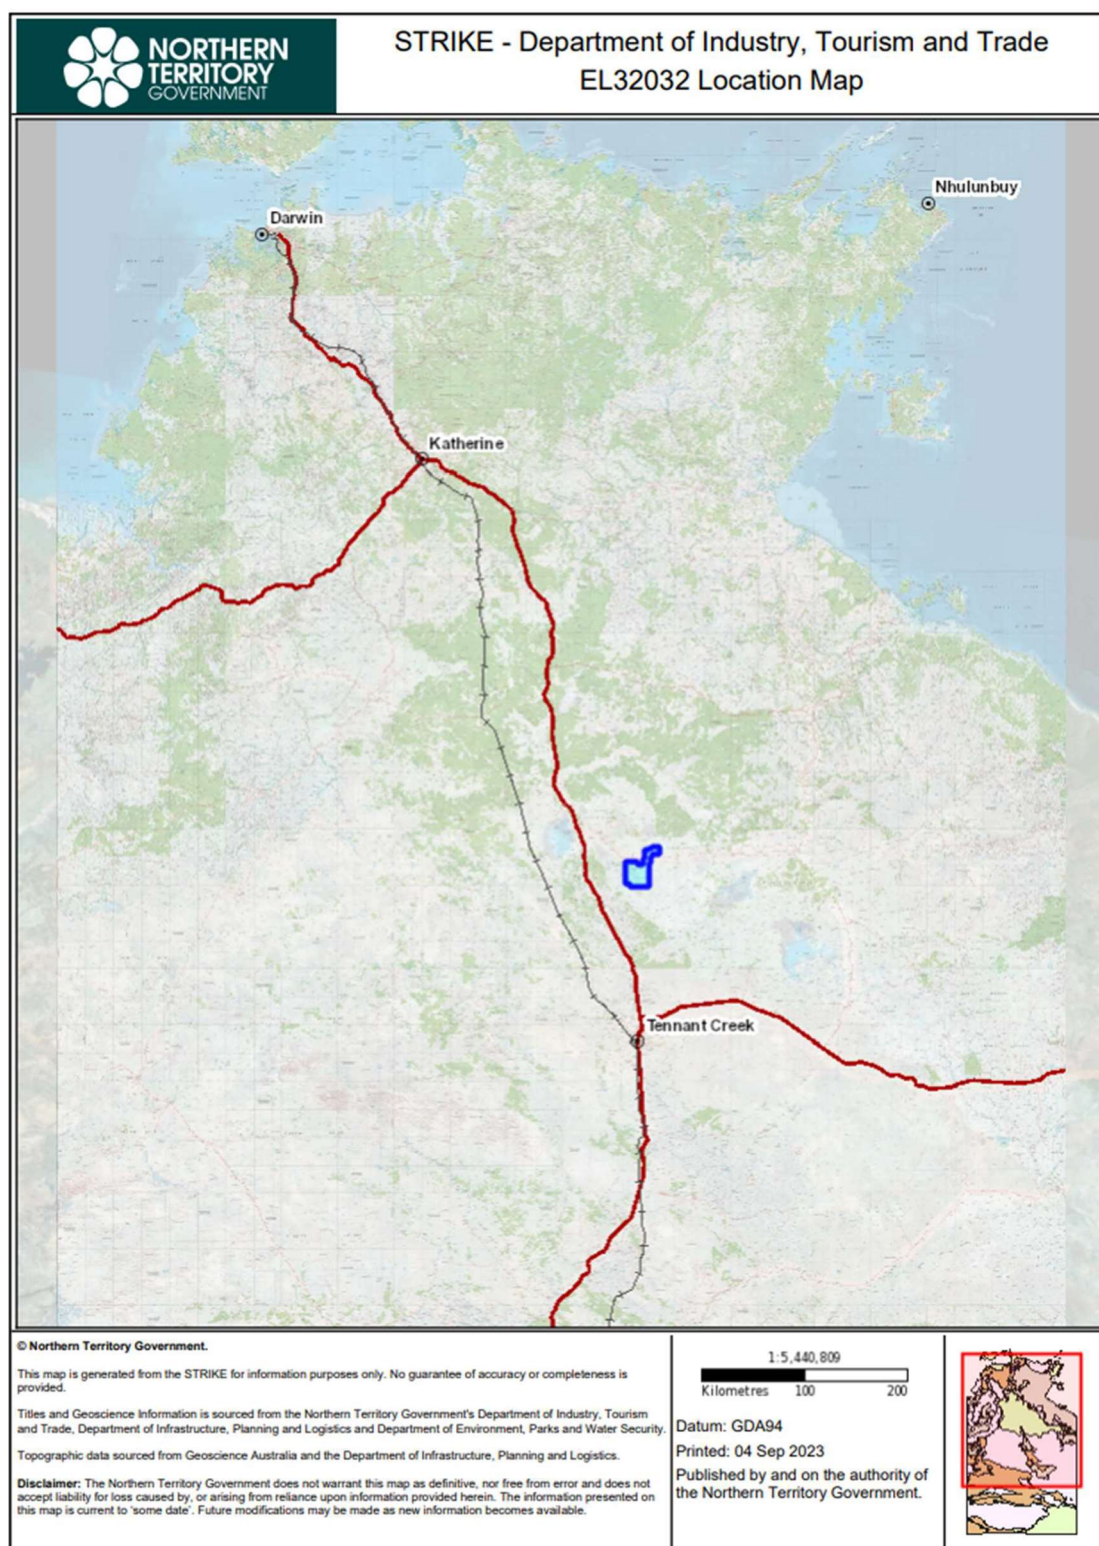 NORTHERN
TERRITORY
GOVERNMENT
STRIKE - Department of Industry, Tourism and Trade
EL32032 Location Map
Nhulunbuy
Darwin
Katherine
Tennant Creek
© Northern Territory Government.
This map is generated from the STRIKE for information purposes only. No guarantee of accuracy or completeness is
provided.
Titles and Geoscience Information is sourced from the Northern Territory Government's Department of Industry, Tourism
and Trade, Department of Infrastructure, Planning and Logistics and Department of Environment, Parks and Water Security.
Topographic data sourced from Geoscience Australia and the Department of Infrastructure, Planning and Logistics.
Disclaimer: The Northern Territory Government does not warrant this map as definitive, nor free from error and does not
accept liability for loss caused by, or arising from reliance upon information provided herein. The information presented on
this map is current to 'some date'. Future modifications may be made as new information becomes available.
1:5,440,809
Kilometres 100 200
Datum: GDA94
Printed: 04 Sep 2023
Published by and on the authority of
the Northern Territory Government.